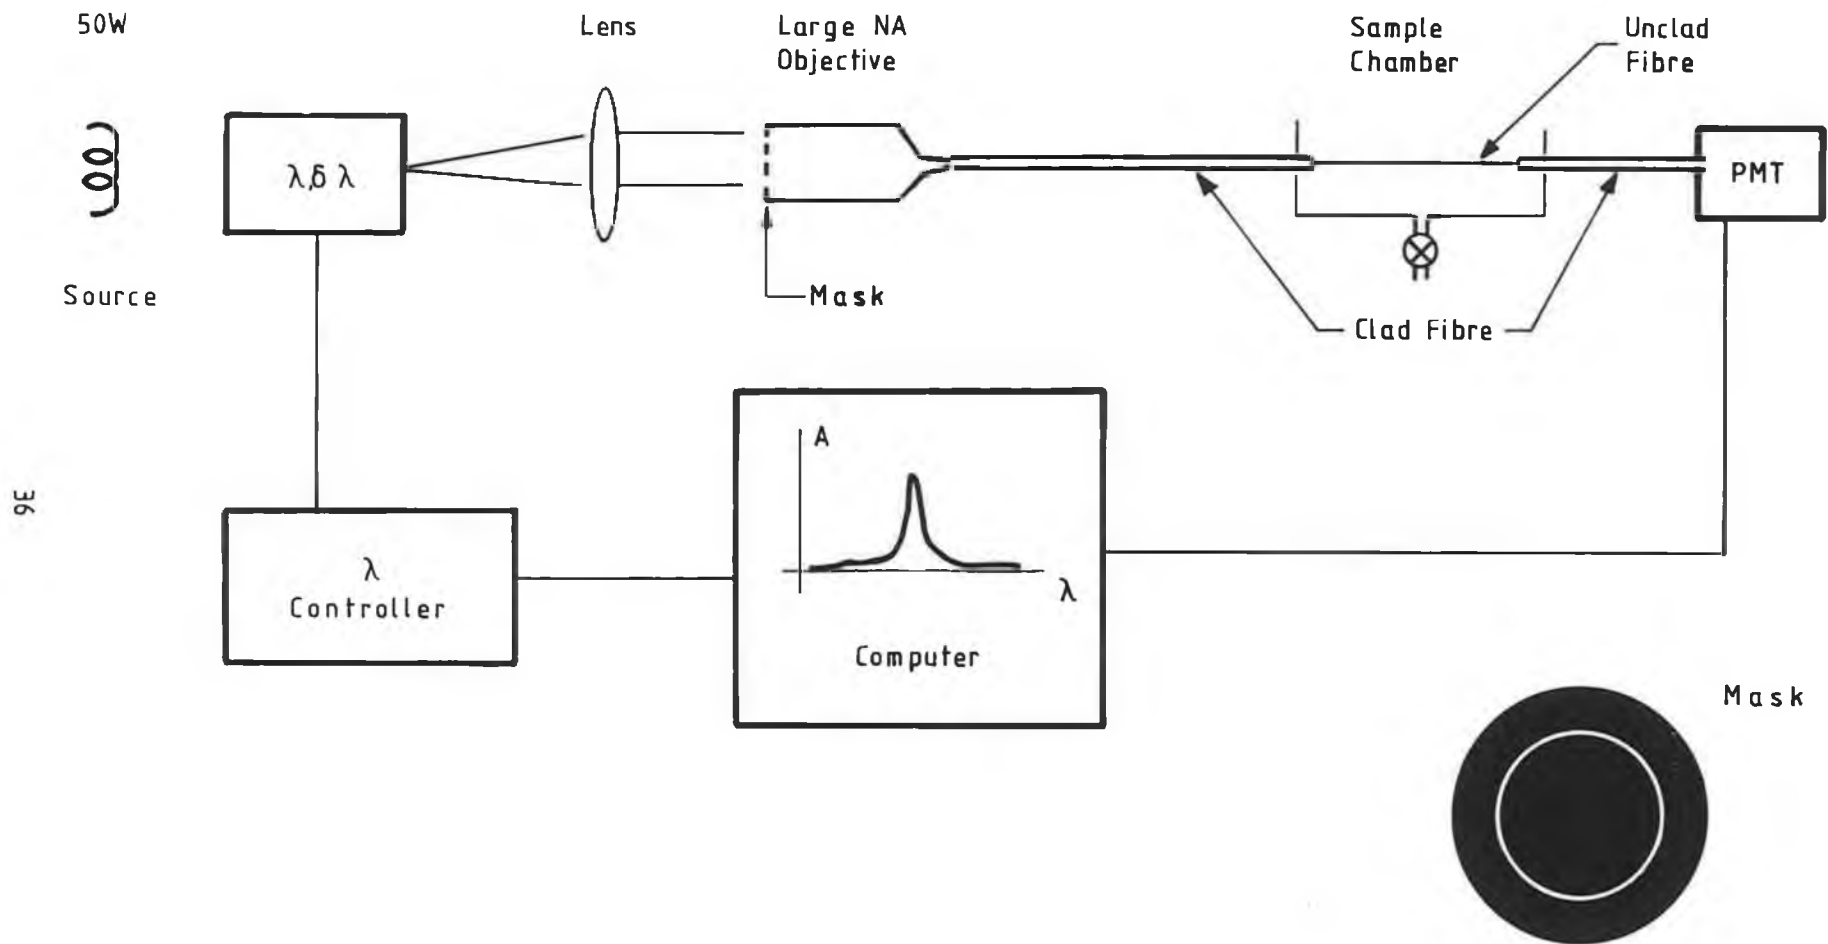 50W
Lens
Large NA
Objective
Sample
Chamber
Unclad
Fibre
λ,δ λ
PMT
Source
Mask
Clad Fibre
A
λ
λ
Controller
Computer
Mask
36